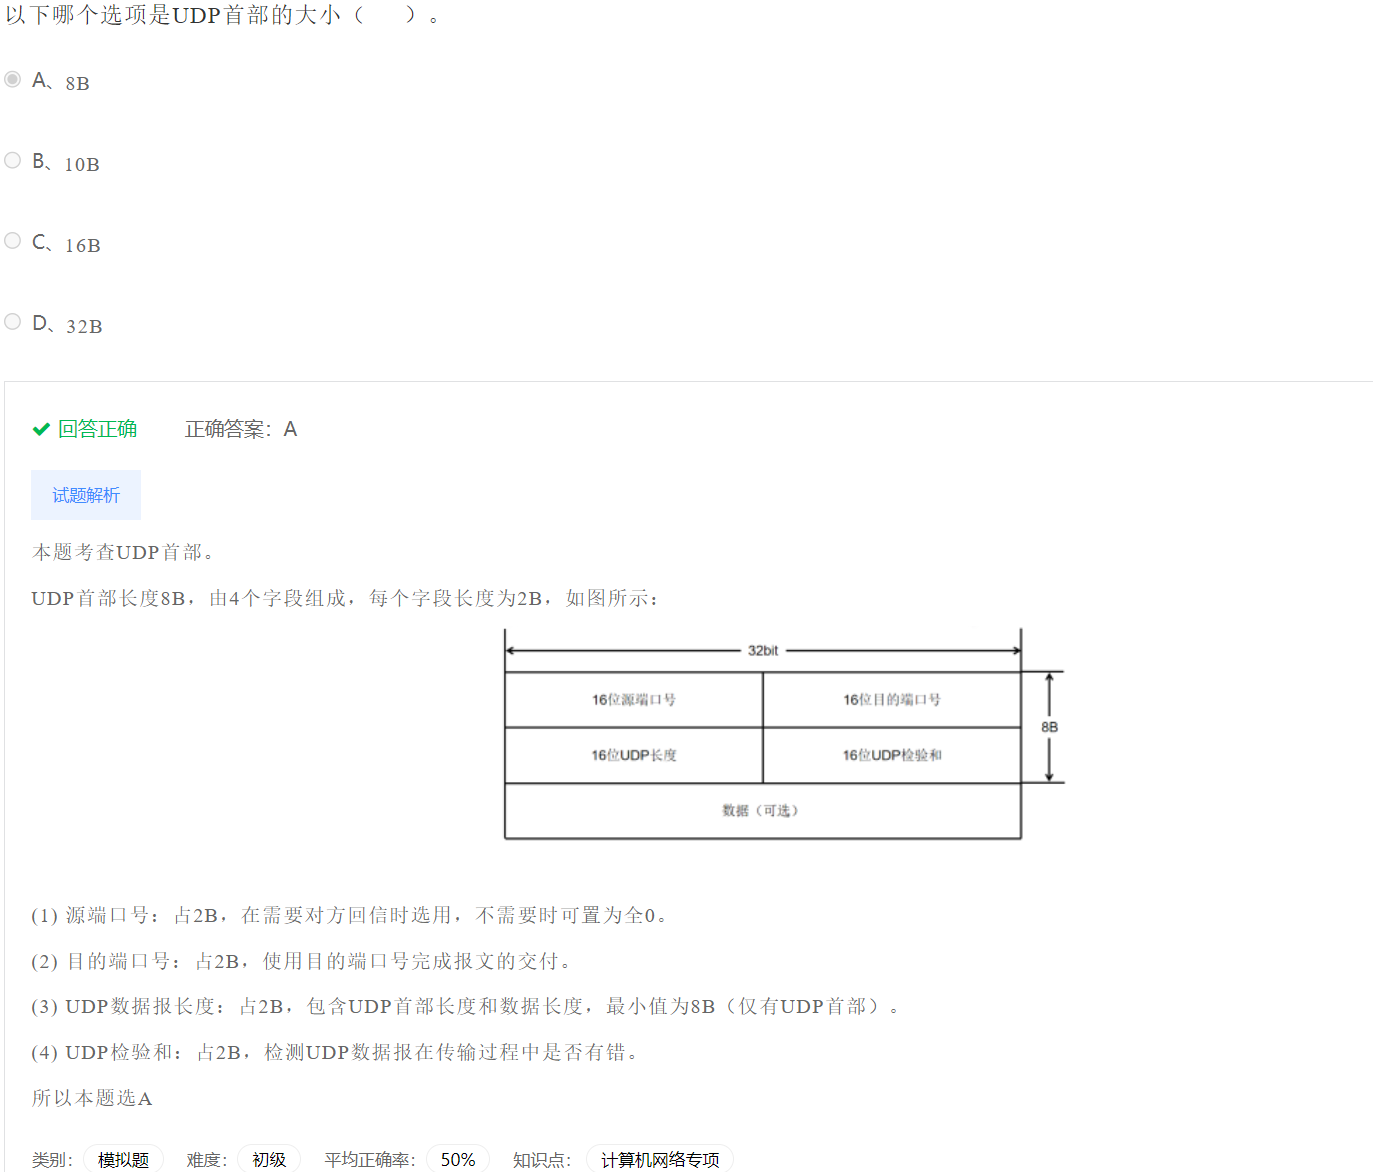 以下哪个选项是UDP首部的大小（　　）。
A、8B
B、10B
C、16B
D、32B
回答正确 正确答案：A
试题解析
本题考查UDP首部。
UDP首部长度8B，由4个字段组成，每个字段长度为2B，如图所示：
32bit
16位源端口号 16位目的端口号
8B
16位UDP长度 16位UDP检验和
数据（可选）
(1) 源端口号：占2B，在需要对方回信时选用，不需要时可置为全0。
(2) 目的端口号：占2B，使用目的端口号完成报文的交付。
(3) UDP数据报长度：占2B，包含UDP首部长度和数据长度，最小值为8B（仅有UDP首部）。
(4) UDP检验和：占2B，检测UDP数据报在传输过程中是否有错。
所以本题选A
类别： 模拟题 难度： 初级 平均正确率： 50% 知识点： 计算机网络专项